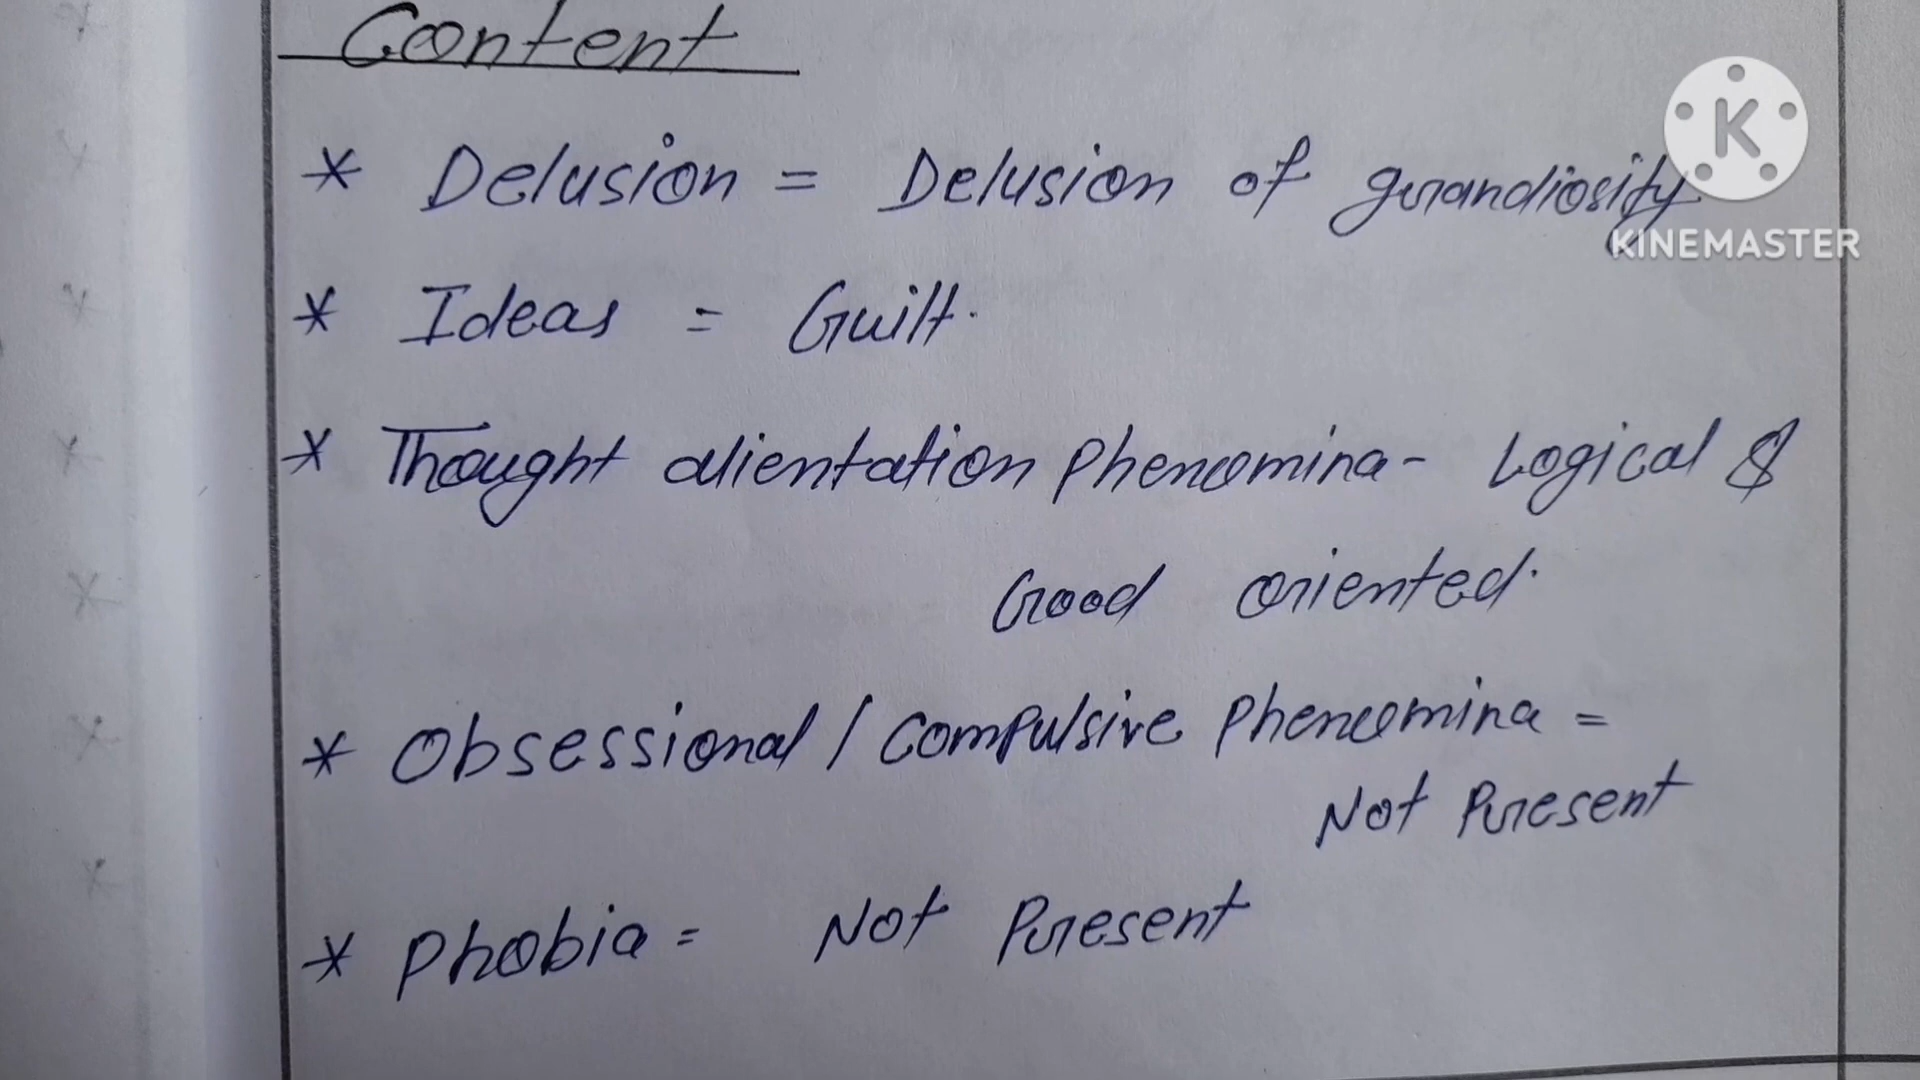 Content
* Delusion = Delusion of grandiosity
* Ideas = Guilt.
* Thought alientation Phenomina - Logical &
Good oriented.
* Obsessional / Compulsive Phenomina =
Not Present
* Phobia = Not Present
K
KINEMASTER